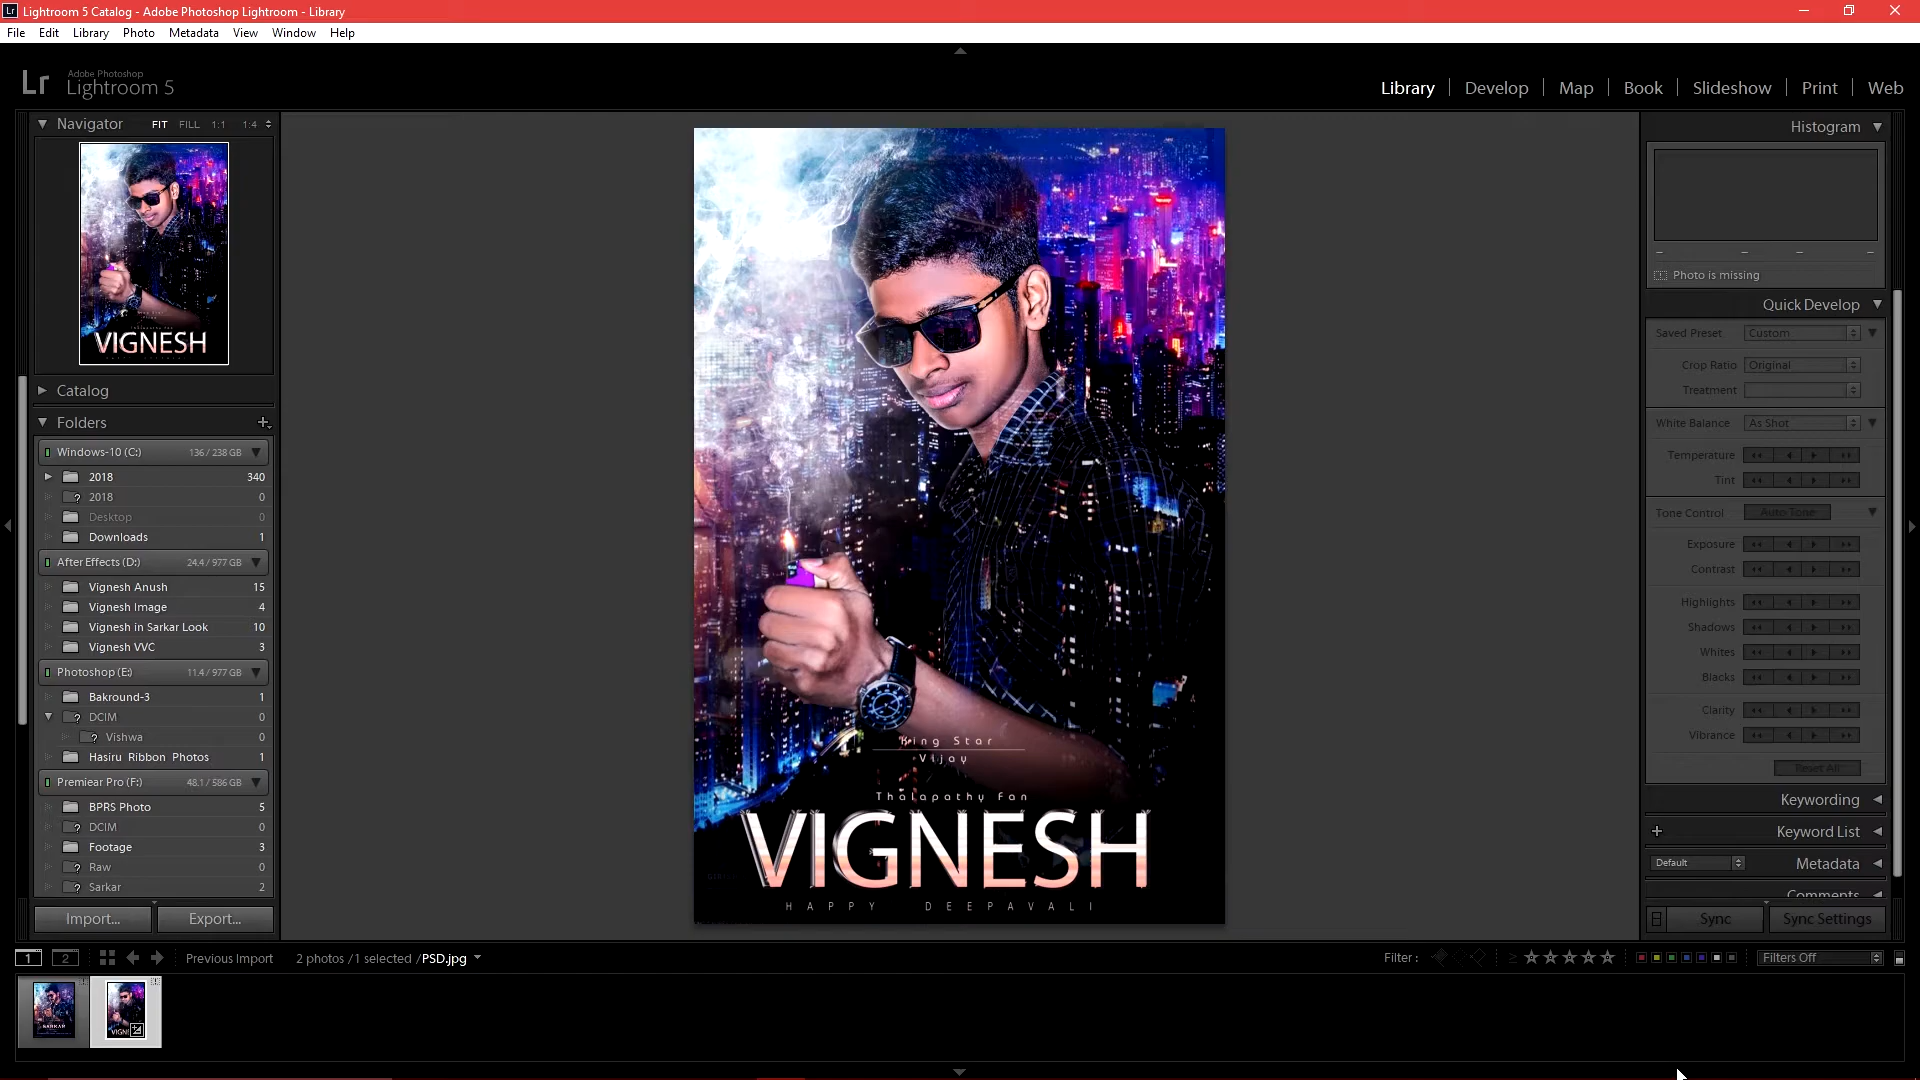 Lr Lightroom 5 Catalog - Adobe Photoshop Lightroom - Library
File Edit Library Photo Metadata View Window Help
Lr Adobe Photoshop
Lightroom 5
Library Develop Map Book Slideshow Print Web
Navigator FIT FILL 1:1 1:4
VIGNESH
Catalog
Folders
Windows-10 (C:) 136 / 238 GB
2018 340
2018 0
Desktop 0
Downloads 1
After Effects (D:) 24.4 / 977 GB
Vignesh Anush 15
Vignesh Image 4
Vignesh in Sarkar Look 10
Vignesh VVC 3
Photoshop (E:) 11.4 / 977 GB
Bakround-3 1
DCIM 0
Vishwa 0
Hasiru Ribbon Photos 1
Premiear Pro (F:) 48.1 / 586 GB
BPRS Photo 5
DCIM 0
Footage 3
Raw 0
Sarkar 2
Import... Export...
King Star
Vijay
Thalapathy Fan
VIGNESH
HAPPY DEEPAVALI
Histogram
Photo is missing
Quick Develop
Saved Preset Custom
Crop Ratio Original
Treatment
White Balance As Shot
Temperature
Tint
Tone Control Auto Tone
Exposure
Contrast
Highlights
Shadows
Whites
Blacks
Clarity
Vibrance
Reset All
Keywording
Keyword List
Default Metadata
Comments
Sync Sync Settings
1 2 Previous Import 2 photos / 1 selected / PSD.jpg Filter : Filters Off
SARKAR